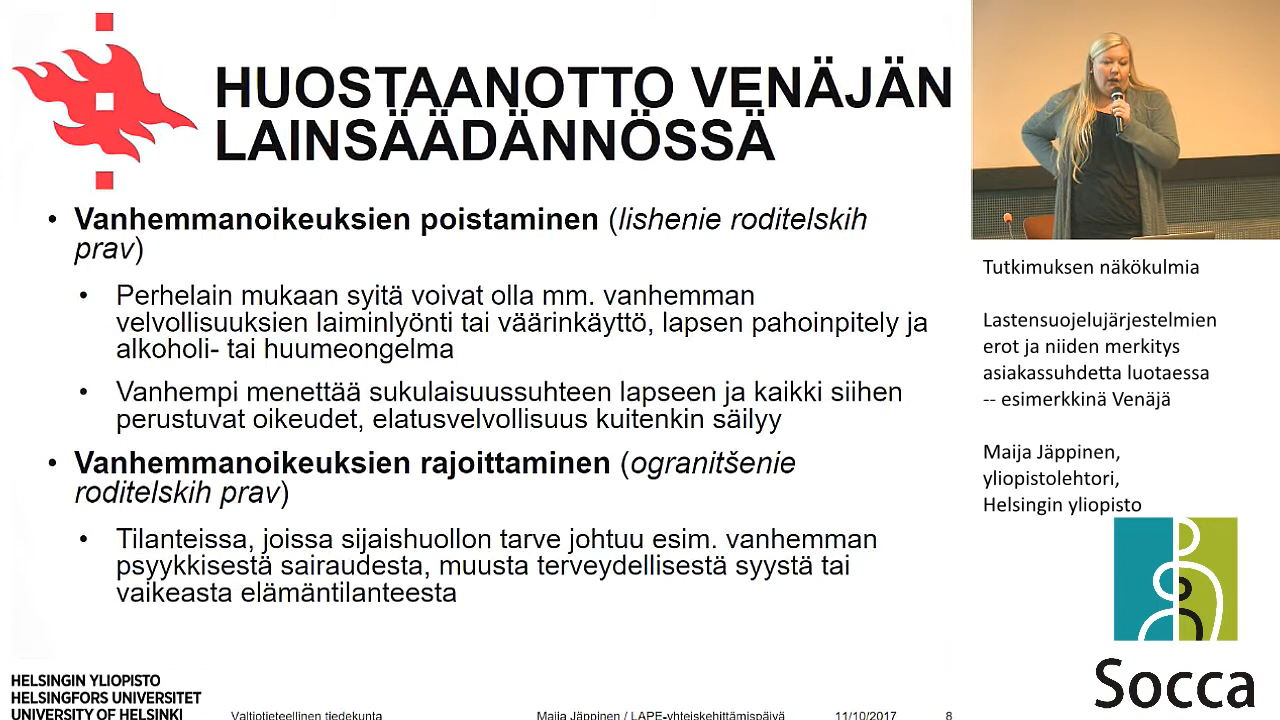 HUOSTAANOTTO VENÄJÄN
LAINSÄÄDÄNNÖSSÄ
• Vanhemmanoikeuksien poistaminen (lishenie roditelskih
prav)
• Perhelain mukaan syitä voivat olla mm. vanhemman
velvollisuuksien laiminlyönti tai väärinkäyttö, lapsen pahoinpitely ja
alkoholi- tai huumeongelma
• Vanhempi menettää sukulaisuussuhteen lapseen ja kaikki siihen
perustuvat oikeudet, elatusvelvollisuus kuitenkin säilyy
• Vanhemmanoikeuksien rajoittaminen (ogranitšenie
roditelskih prav)
• Tilanteissa, joissa sijaishuollon tarve johtuu esim. vanhemman
psyykkisestä sairaudesta, muusta terveydellisestä syystä tai
vaikeasta elämäntilanteesta
HELSINGIN YLIOPISTO
HELSINGFORS UNIVERSITET
UNIVERSITY OF HELSINKI
Valtiotieteellinen tiedekunta
Maija Jäppinen / LAPE-yhteiskehittämispäivä
11/10/2017
8
Tutkimuksen näkökulmia
Lastensuojelujärjestelmien
erot ja niiden merkitys
asiakassuhdetta luotaessa
-- esimerkkinä Venäjä
Maija Jäppinen,
yliopistolehtori,
Helsingin yliopisto
Socca